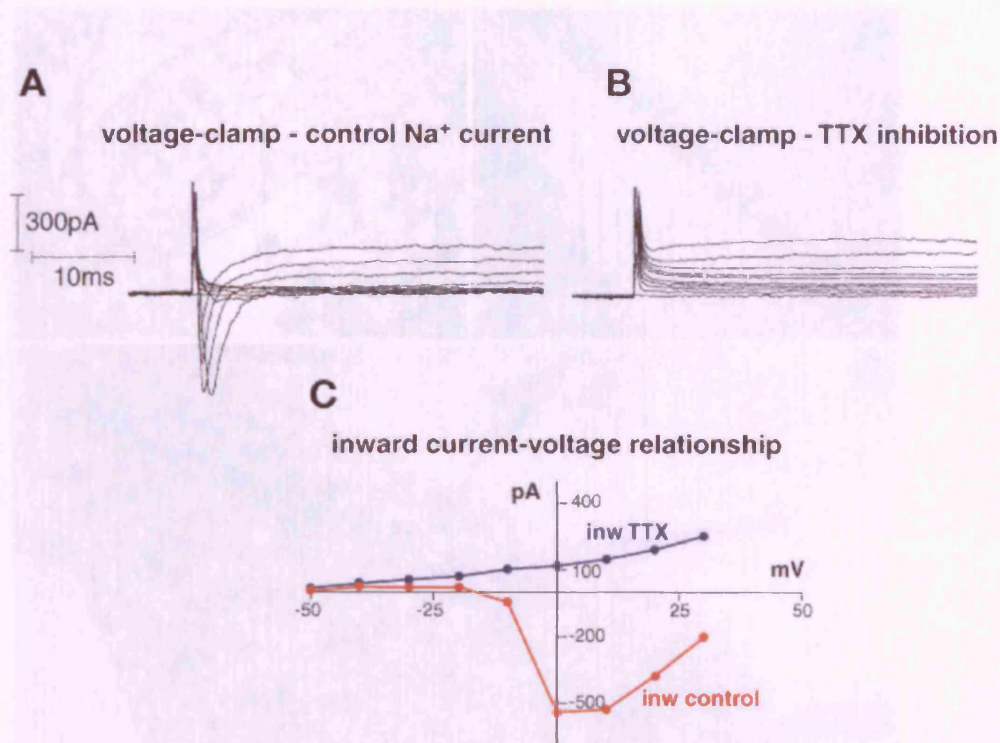 A
B
voltage-clamp - control Na⁺ current
voltage-clamp - TTX inhibition
300pA
10ms
C
inward current-voltage relationship
pA
400
inw TTX
100
mV
-50
-25
25
50
-200
inw control
-500